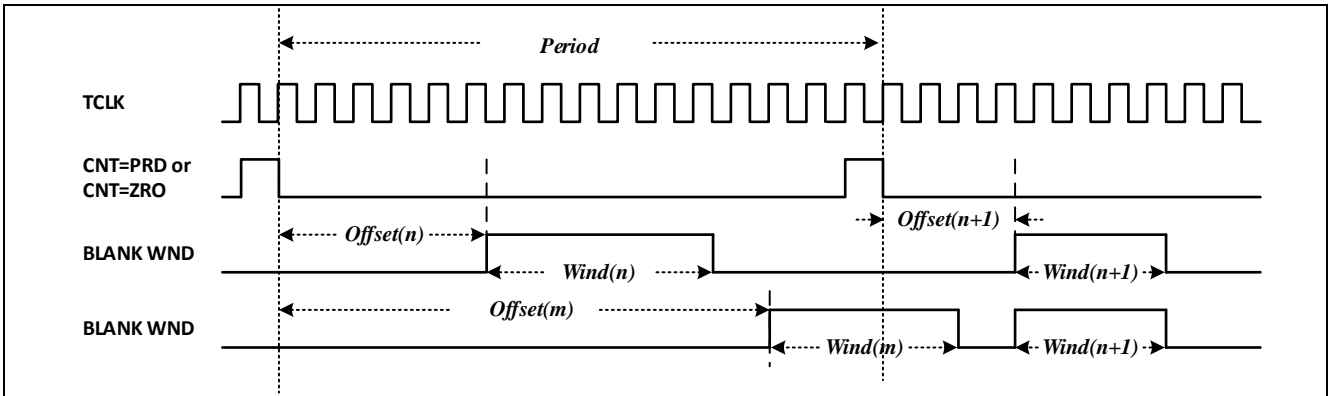 Period
TCLK
CNT=PRD or
CNT=ZRO
Offset(n+1)
Offset(n)
BLANK WND
Wind(n)
Wind(n+1)
Offset(m)
BLANK WND
Wind(m)
Wind(n+1)